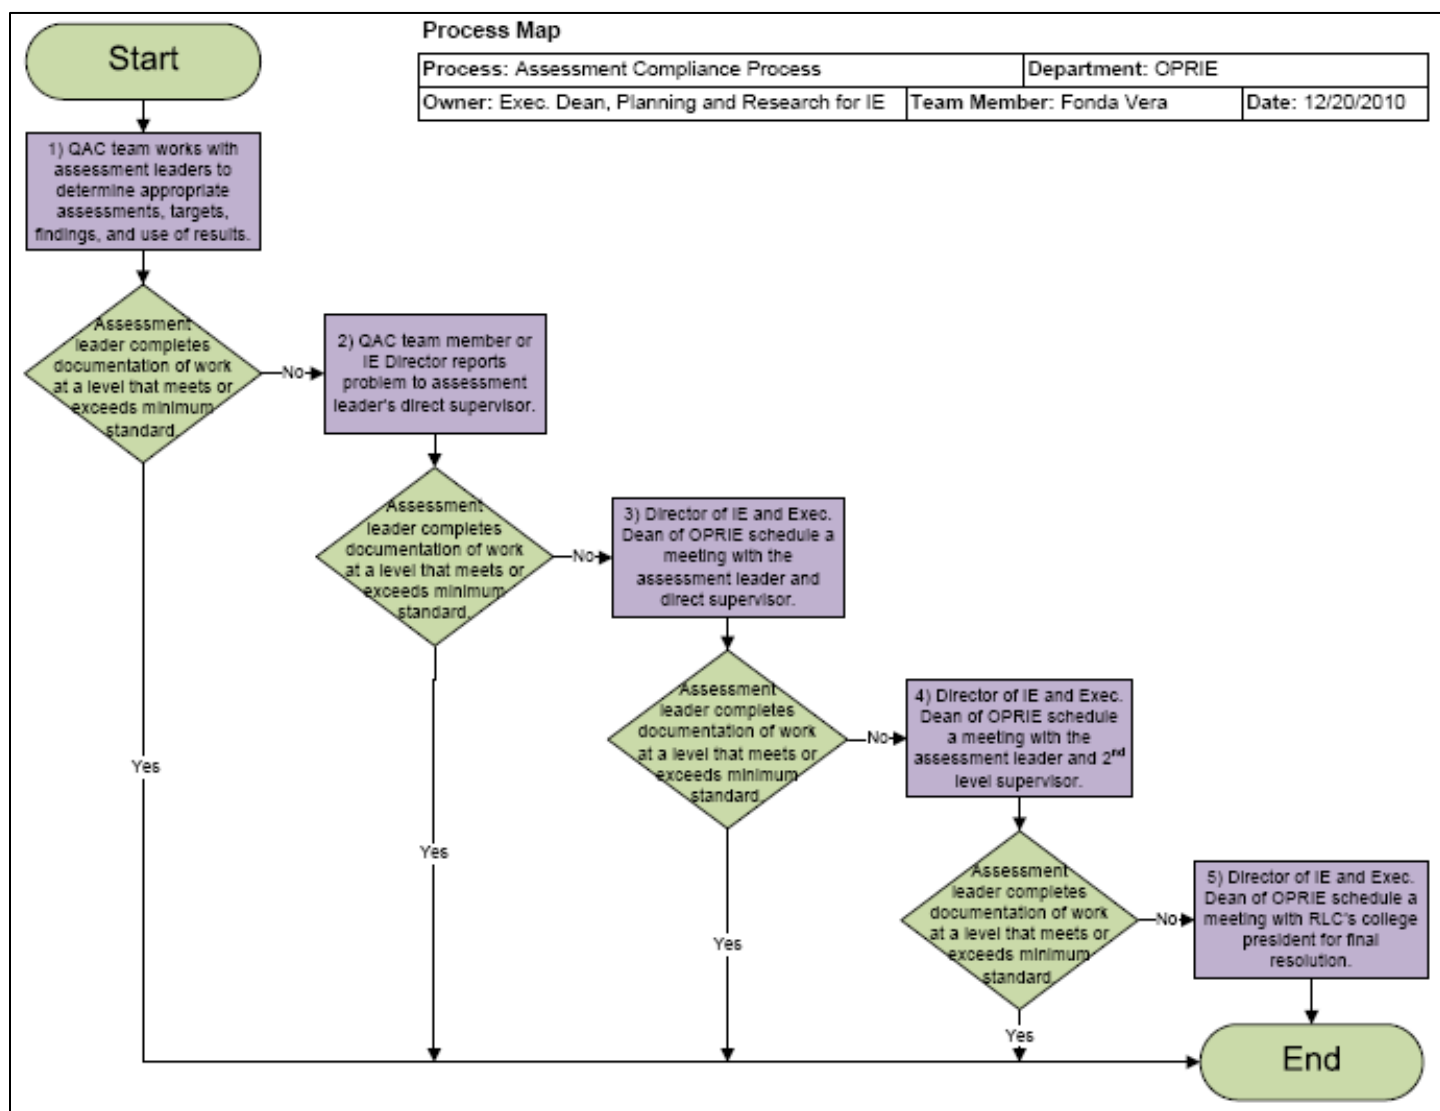 Start
Process Map
Process: Assessment Compliance Process
Department: OPRIE
Owner: Exec. Dean, Planning and Research for IE
Team Member: Fonda Vera
Date: 12/20/2010
1) QAC team works with
assessment leaders to
determine appropriate
assessments, targets,
findings, and use of results.
Assessment
leader completes
documentation of work
at a level that meets or
exceeds minimum
standard.
No
2) QAC team member or
IE Director reports
problem to assessment
leader's direct supervisor.
Assessment
leader completes
documentation of work
at a level that meets or
exceeds minimum
standard.
No
3) Director of IE and Exec.
Dean of OPRIE schedule a
meeting with the
assessment leader and
direct supervisor.
Assessment
leader completes
documentation of work
at a level that meets or
exceeds minimum
standard.
No
4) Director of IE and Exec.
Dean of OPRIE schedule
a meeting with the
assessment leader and 2nd
level supervisor.
Assessment
leader completes
documentation of work
at a level that meets or
exceeds minimum
standard.
No
5) Director of IE and Exec.
Dean of OPRIE schedule a
meeting with RLC's college
president for final
resolution.
Yes
Yes
Yes
Yes
End